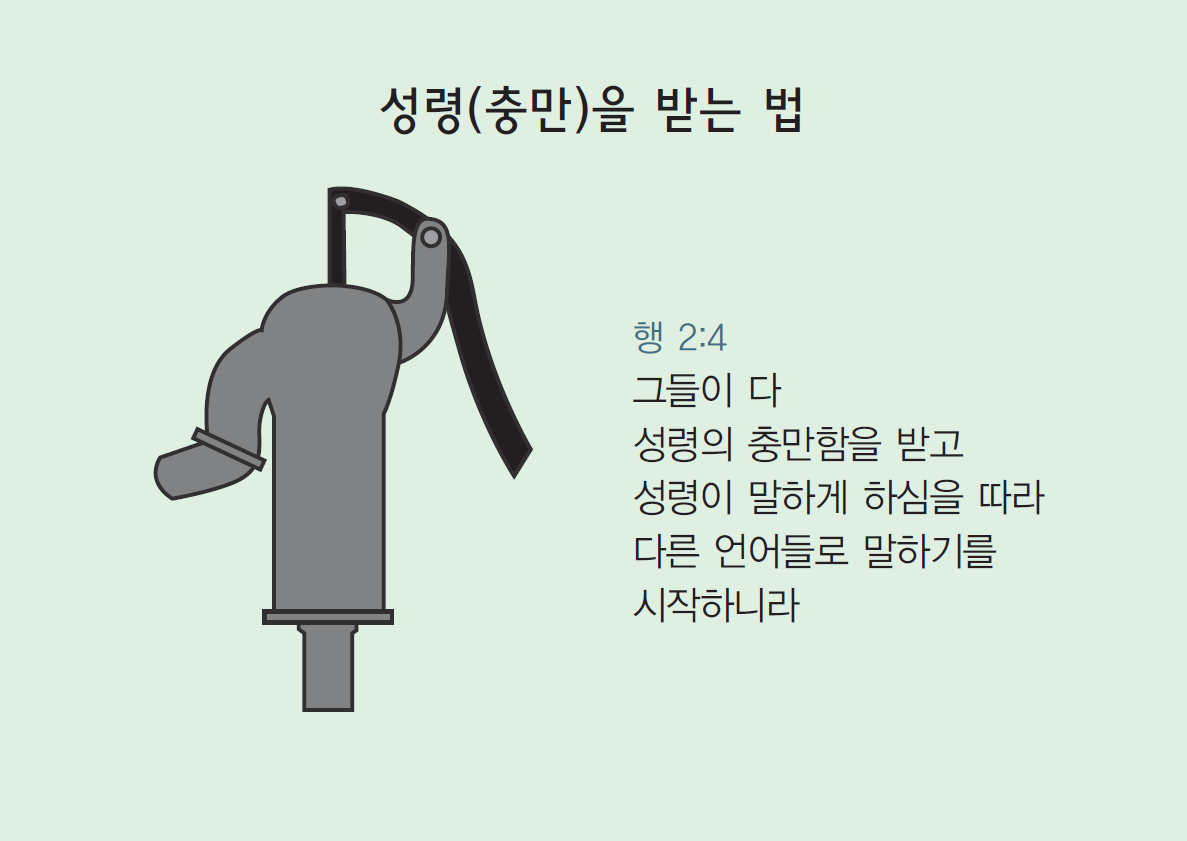 성령(충만)을 받는 법
행 2:4
그들이 다
성령의 충만함을 받고
성령이 말하게 하심을 따라
다른 언어들로 말하기를
시작하니라